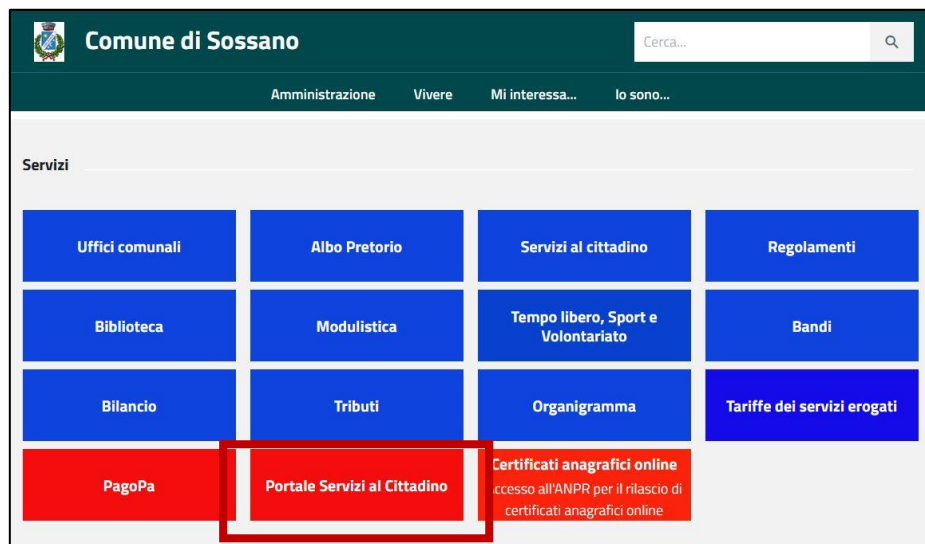 Comune di Sossano
Cerca...
Amministrazione Vivere Mi interessa... Io sono...
Servizi
Uffici comunali Albo Pretorio Servizi al cittadino Regolamenti
Biblioteca Modulistica Tempo libero, Sport e
Volontariato Bandi
Bilancio Tributi Organigramma Tariffe dei servizi erogati
PagoPa Portale Servizi al Cittadino Certificati anagrafici online
ccesso all'ANPR per il rilascio di
certificati anagrafici online